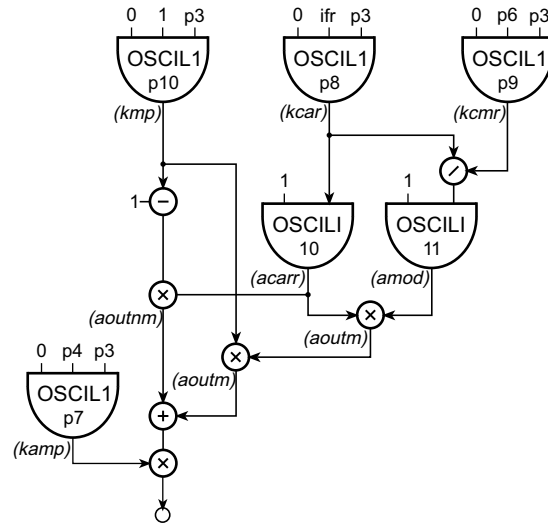 0 1 p3
OSCIL1
p10
(kmp)
0 ifr p3
OSCIL1
p8
(kcar)
0 p6 p3
OSCIL1
p9
(kcmr)
1
−
1
OSCILI
10
(acarr)
1
OSCILI
11
(amod)
/
×
(aoutnm)
×
(aoutm)
×
(aoutm)
0 p4 p3
OSCIL1
p7
(kamp)
+
×